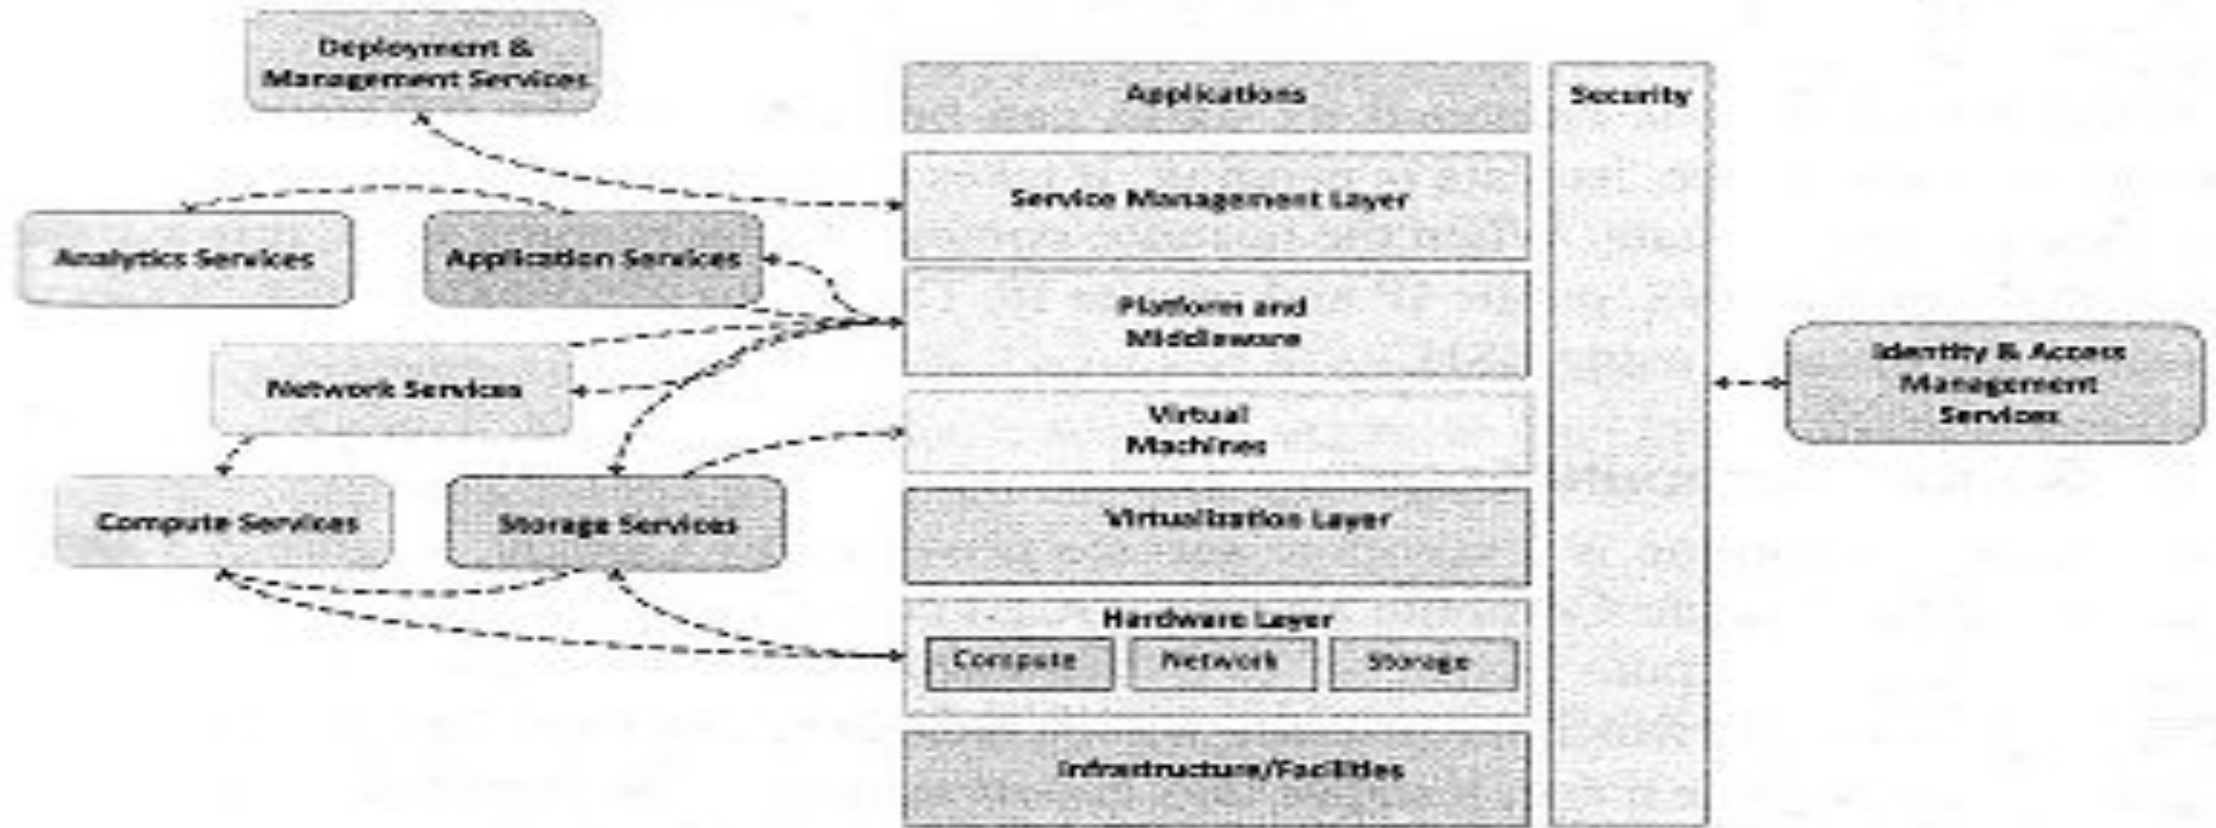 Deployment &
Management Services
Analytics Services
Application Services
Network Services
Compute Services
Storage Services
Applications
Service Management Layer
Platform and
Middleware
Virtual
Machines
Virtualization Layer
Hardware Layer
Compute
Network
Storage
Infrastructure/Facilities
Security
Identity & Access
Management
Services